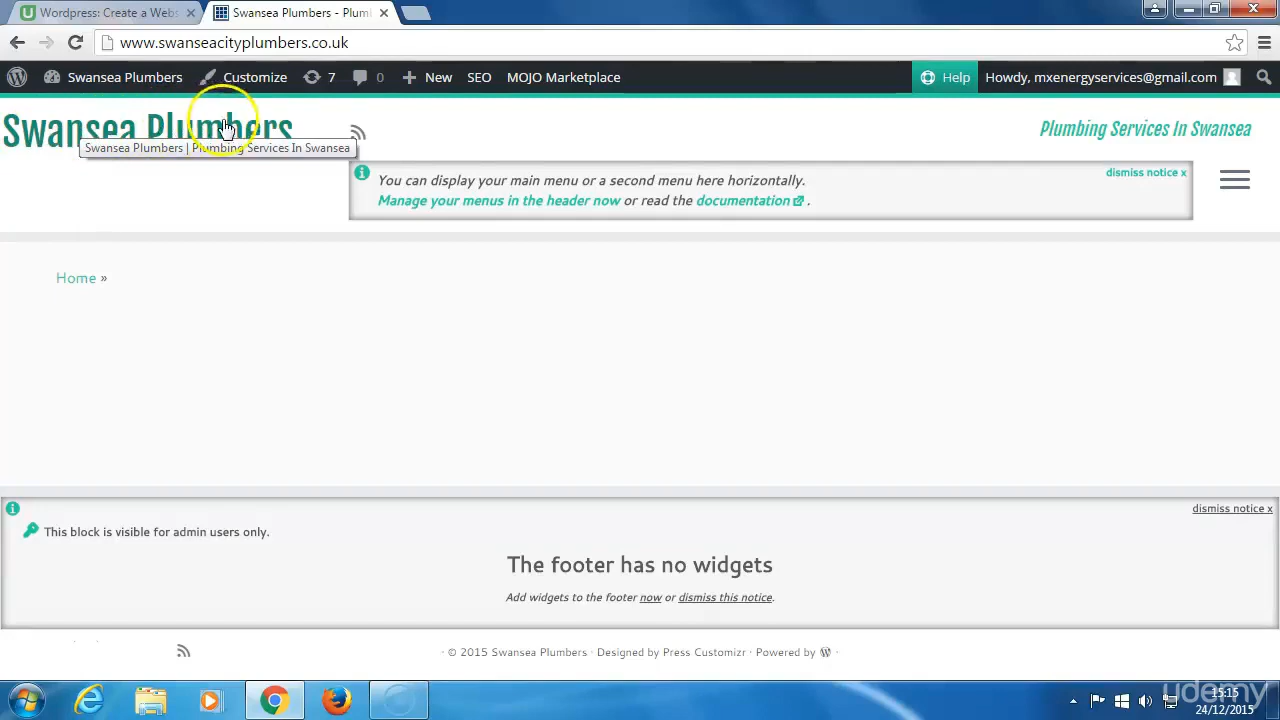 Wordpress: Create a Webs
Swansea Plumbers - Plum
www.swanseacityplumbers.co.uk
Swansea Plumbers Customize 7 0 New SEO MOJO Marketplace Help Howdy, mxenergyservices@gmail.com
Swansea Plumbers
Plumbing Services In Swansea
Swansea Plumbers | Plumbing Services In Swansea
You can display your main menu or a second menu here horizontally.
dismiss notice x
Manage your menus in the header now or read the documentation .
Home »
dismiss notice x
This block is visible for admin users only.
The footer has no widgets
Add widgets to the footer now or dismiss this notice.
· © 2015 Swansea Plumbers · Designed by Press Customizr · Powered by ·
udemy
15:15
24/12/2015